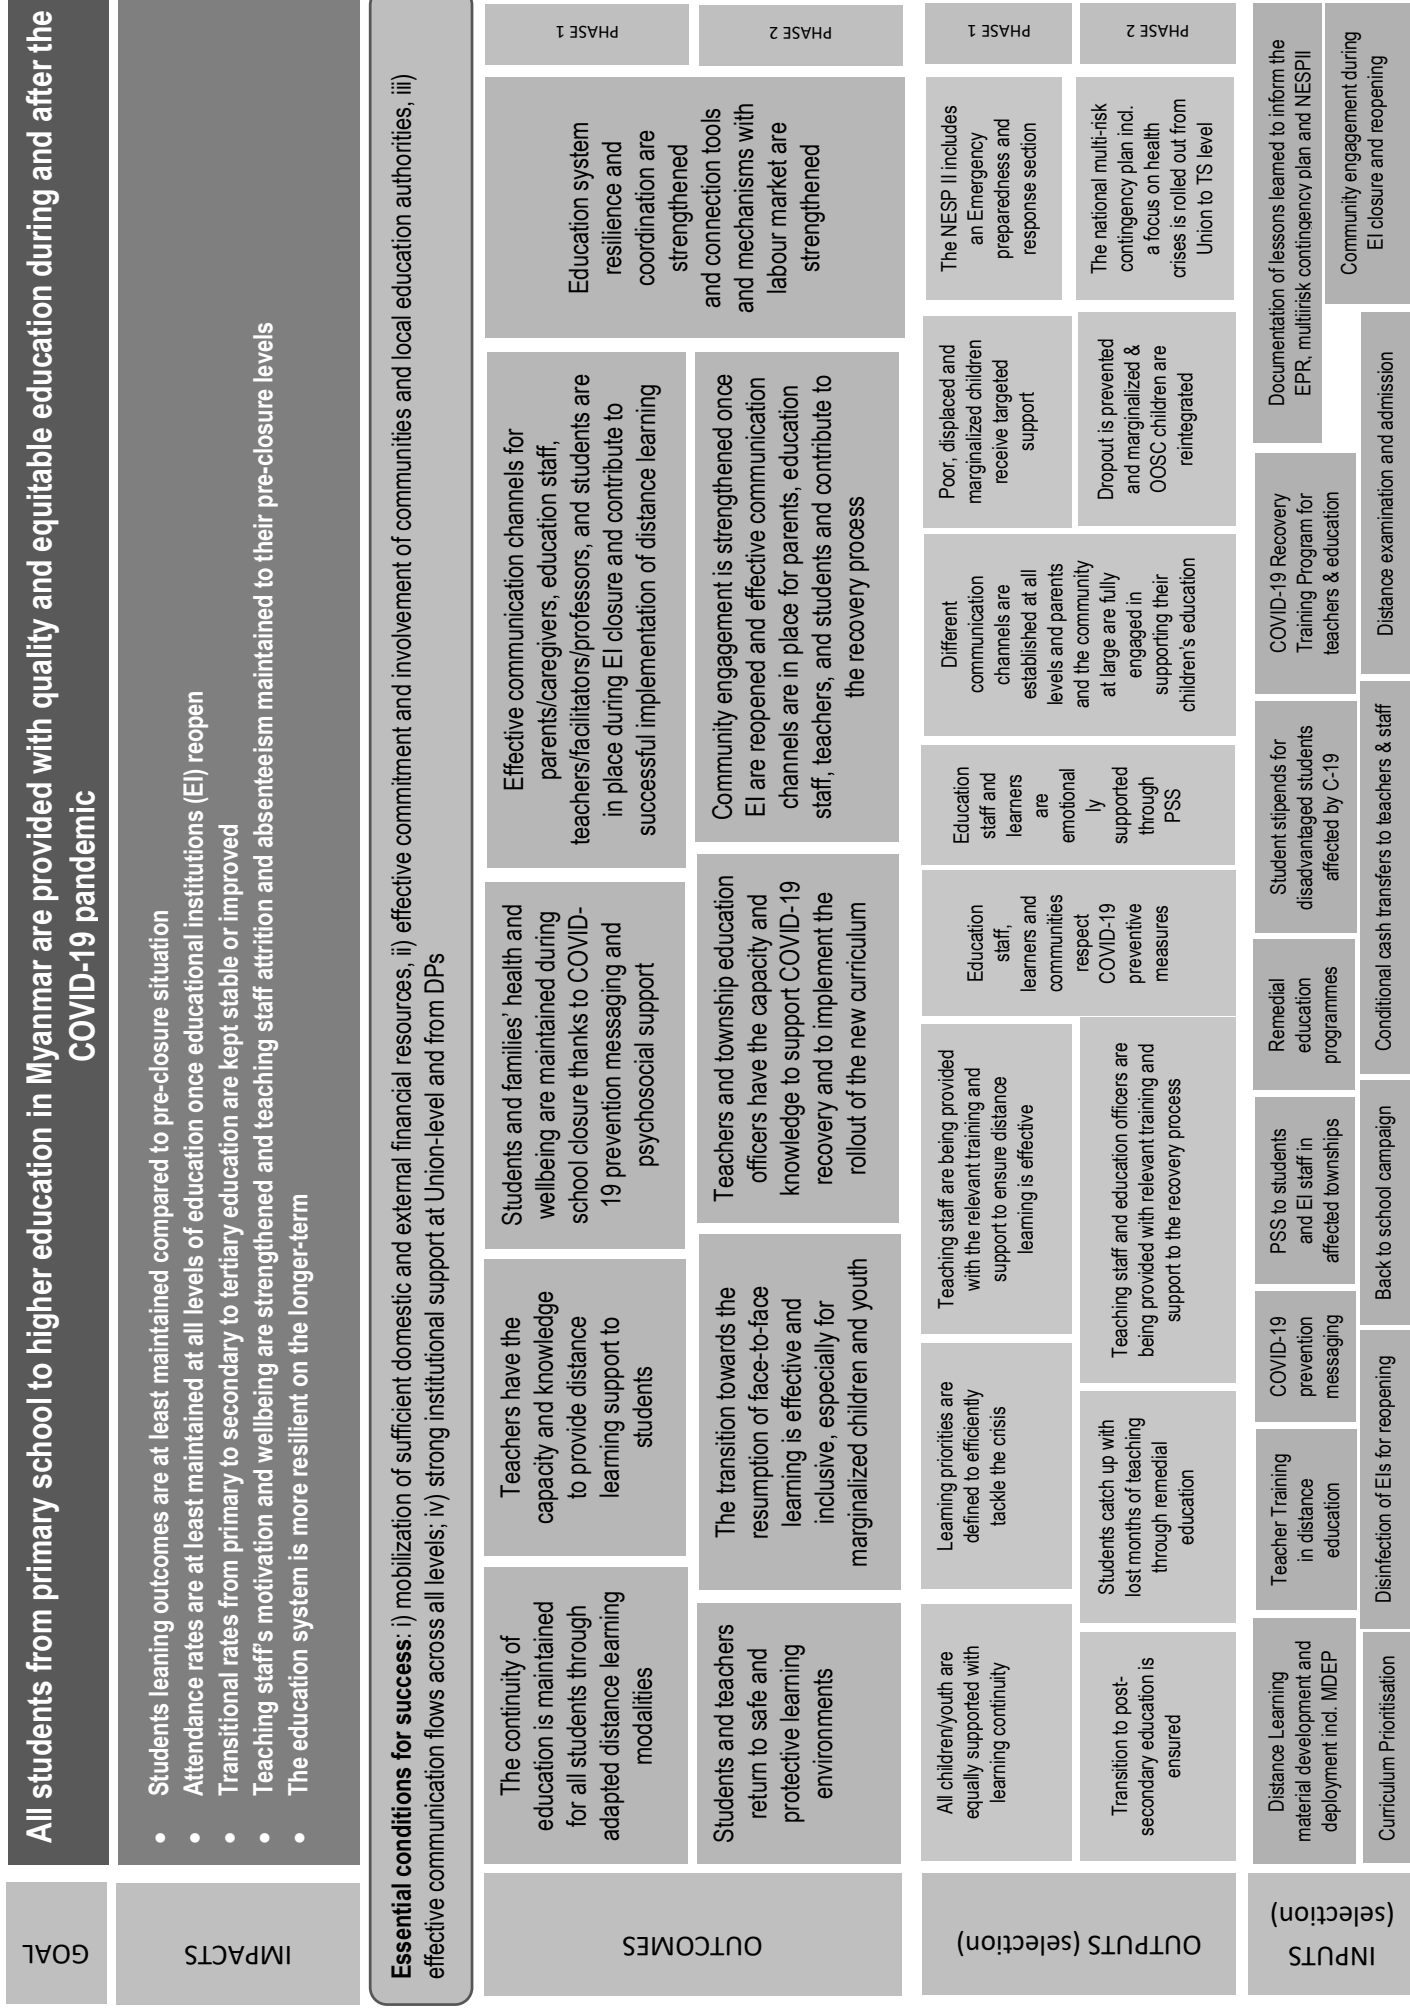 GOAL
All students from primary school to higher education in Myanmar are provided with quality and equitable education during and after the
COVID-19 pandemic
IMPACTS
• Students leaning outcomes are at least maintained compared to pre-closure situation
• Attendance rates are at least maintained at all levels of education once educational institutions (EI) reopen
• Transitional rates from primary to secondary to tertiary education are kept stable or improved
• Teaching staff's motivation and wellbeing are strengthened and teaching staff attrition and absenteeism maintained to their pre-closure levels
• The education system is more resilient on the longer-term
Essential conditions for success: i) mobilization of sufficient domestic and external financial resources, ii) effective commitment and involvement of communities and local education authorities, iii)
effective communication flows across all levels; iv) strong institutional support at Union-level and from DPs
OUTCOMES
The continuity of
education is maintained
for all students through
adapted distance learning
modalities
Teachers have the
capacity and knowledge
to provide distance
learning support to
students
Students and families' health and
wellbeing are maintained during
school closure thanks to COVID-
19 prevention messaging and
psychosocial support
Effective communication channels for
parents/caregivers, education staff,
teachers/facilitators/professors, and students are
in place during EI closure and contribute to
successful implementation of distance learning
Education system
resilience and
coordination are
strengthened
and connection tools
and mechanisms with
labour market are
strengthened
PHASE 1
Students and teachers
return to safe and
protective learning
environments
The transition towards the
resumption of face-to-face
learning is effective and
inclusive, especially for
marginalized children and youth
Teachers and township education
officers have the capacity and
knowledge to support COVID-19
recovery and to implement the
rollout of the new curriculum
Community engagement is strengthened once
EI are reopened and effective communication
channels are in place for parents, education
staff, teachers, and students and contribute to
the recovery process
PHASE 2
OUTPUTS (selection)
All children/youth are
equally supported with
learning continuity
Learning priorities are
defined to efficiently
tackle the crisis
Teaching staff are being provided
with the relevant training and
support to ensure distance
learning is effective
Education
staff,
learners and
communities
respect
COVID-19
preventive
measures
Education
staff and
learners
are
emotional
ly
supported
through
PSS
Different
communication
channels are
established at all
levels and parents
and the community
at large are fully
engaged in
supporting their
children's education
Poor, displaced and
marginalized children
receive targeted
support
The NESP II includes
an Emergency
preparedness and
response section
PHASE 1
Transition to post-
secondary education is
ensured
Students catch up with
lost months of teaching
through remedial
education
Teaching staff and education officers are
being provided with relevant training and
support to the recovery process
Dropout is prevented
and marginalized &
OOSC children are
reintegrated
The national multi-risk
contingency plan incl.
a focus on health
crises is rolled out from
Union to TS level
PHASE 2
INPUTS
(selection)
Distance Learning
material development and
deployment incl. MDEP
Teacher Training
in distance
education
COVID-19
prevention
messaging
PSS to students
and EI staff in
affected townships
Remedial
education
programmes
Student stipends for
disadvantaged students
affected by C-19
COVID-19 Recovery
Training Program for
teachers & education
Documentation of lessons learned to inform the
EPR, multiirisk contingency plan and NESPII
Curriculum Prioritisation
Disinfection of EIs for reopening
Back to school campaign
Conditional cash transfers to teachers & staff
Distance examination and admission
Community engagement during
EI closure and reopening